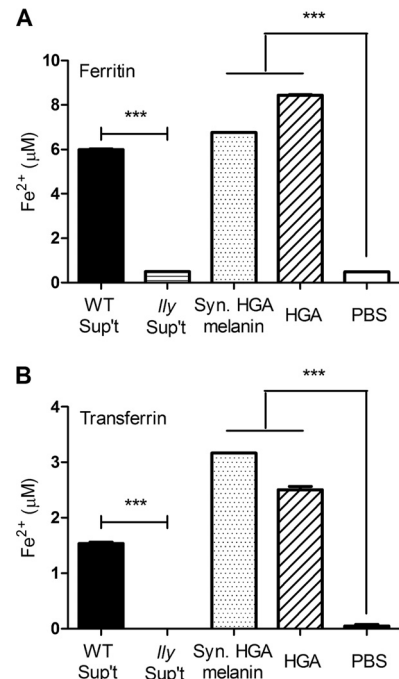 A
***
10
Ferritin
8
***
6
Fe²⁺ (μM)
4
2
0
WT Sup't
lly Sup't
Syn. HGA melanin
HGA
PBS
B
***
4
Transferrin
3
***
Fe²⁺ (μM)
2
1
0
WT Sup't
lly Sup't
Syn. HGA melanin
HGA
PBS